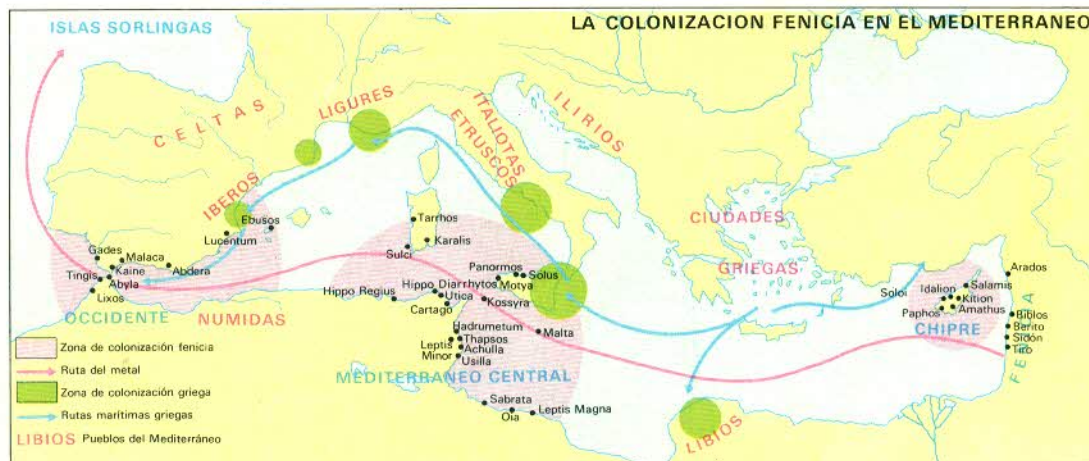 LA COLONIZACION FENICIA EN EL MEDITERRANEO
ISLAS SORLINGAS
CELTAS
LIGURES
ITALIOTAS
ETRUSCOS
ILIRIOS
IBEROS
Ebusos
Lucentum
Gades
Malaca
Kaine
Abdera
Tingis
Abyla
Lixos
OCCIDENTE
NUMIDAS
Tarrhos
Karalis
Sulci
Panormos
Solus
Motya
Hippo Diarrhytos
Hippo Regius
Utica
Kossyra
Cartago
Hadrumetum
Malta
Leptis
Minor
Thapsos
Achulla
Usilla
MEDITERRANEO CENTRAL
Sabrata
Oia
Leptis Magna
CIUDADES
GRIEGAS
LIBIOS
Soloi
Idalion
Salamis
Kition
Paphos
Amathus
CHIPRE
Arados
Biblos
Berito
Sidón
Tiro
FENICIA
Zona de colonización fenicia
Ruta del metal
Zona de colonización griega
Rutas marítimas griegas
LIBIOS Pueblos del Mediterráneo